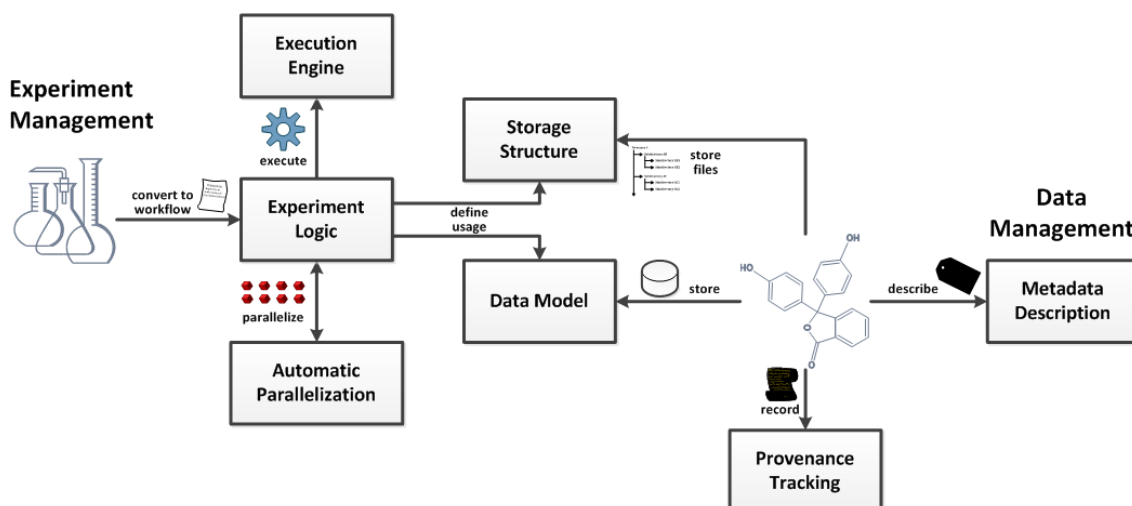 Execution
Engine
Experiment
Management
execute
Storage
Structure
store
files
convert to
workflow
Experiment
Logic
define
usage
Data
Management
HO
OH
Data Model
store
describe
Metadata
Description
parallelize
O
O
Automatic
Parallelization
record
Provenance
Tracking